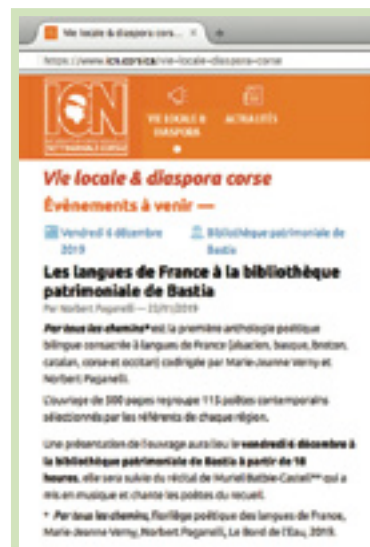 Vie locale & diaspora cors...
https://www.icn.corsica/vie-locale-diaspora-corse
ICN
SETTIMANALE CORSU
VIE LOCALE & DIASPORA
ACTUALITÉS
Vie locale & diaspora corse
Évènements à venir —
Vendredi 6 décembre 2019
Bibliothèque patrimoniale de Bastia
Les langues de France à la bibliothèque
patrimoniale de Bastia
Par Norbert Paganelli —
Par tous les chemins* est la première anthologie poétique
bilingue consacrée à langues de France (alsacien, basque, breton,
catalan, corse et occitan) codirigée par Marie-Jeanne Verny et
Norbert Paganelli.
L'ouvrage de 500 pages regroupe 115 poètes contemporains
sélectionnés par les référents de chaque région.
Une présentation de l'ouvrage aura lieu le vendredi 6 décembre à
la bibliothèque patrimoniale de Bastia à partir de 18
heures, elle sera suivie du récital de Muriel Batbie-Castell** qui a
mis en musique et chante les poètes du recueil.
* Par tous les chemins, florilège poétique des langues de France,
Marie-Jeanne Verny, Norbert Paganelli, Le Bord de l'Eau, 2019.